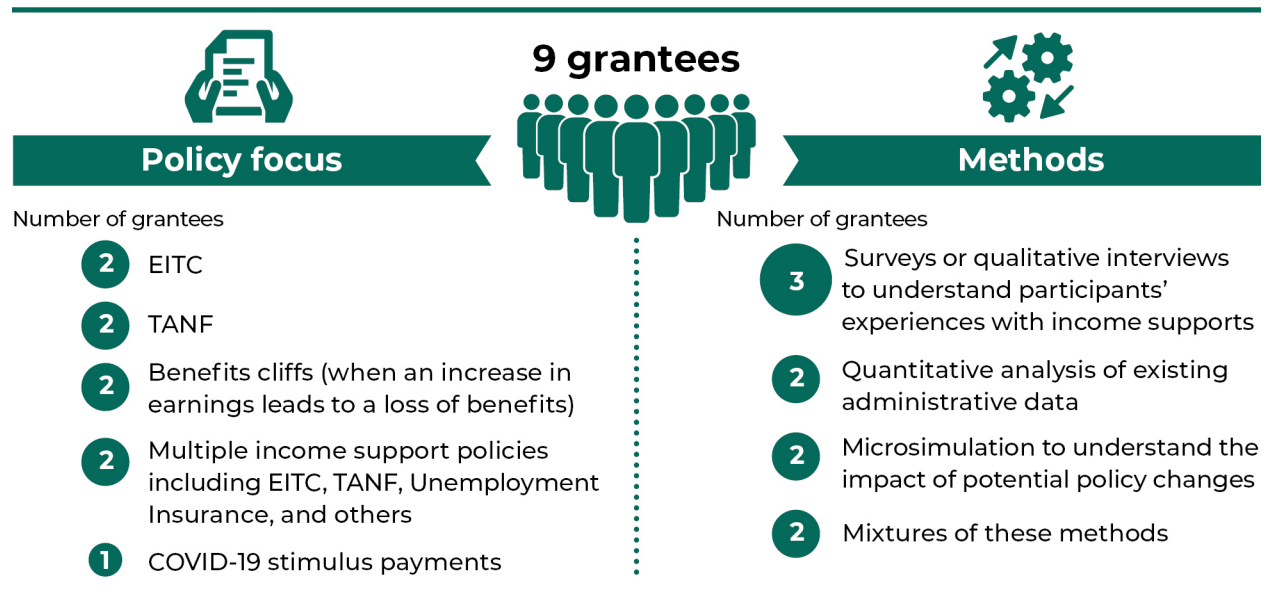 9 grantees
Policy focus
Number of grantees
2 EITC
2 TANF
2 Benefits cliffs (when an increase in
earnings leads to a loss of benefits)
2 Multiple income support policies
including EITC, TANF, Unemployment
Insurance, and others
1 COVID-19 stimulus payments
Methods
Number of grantees
3 Surveys or qualitative interviews
to understand participants’
experiences with income supports
2 Quantitative analysis of existing
administrative data
2 Microsimulation to understand the
impact of potential policy changes
2 Mixtures of these methods